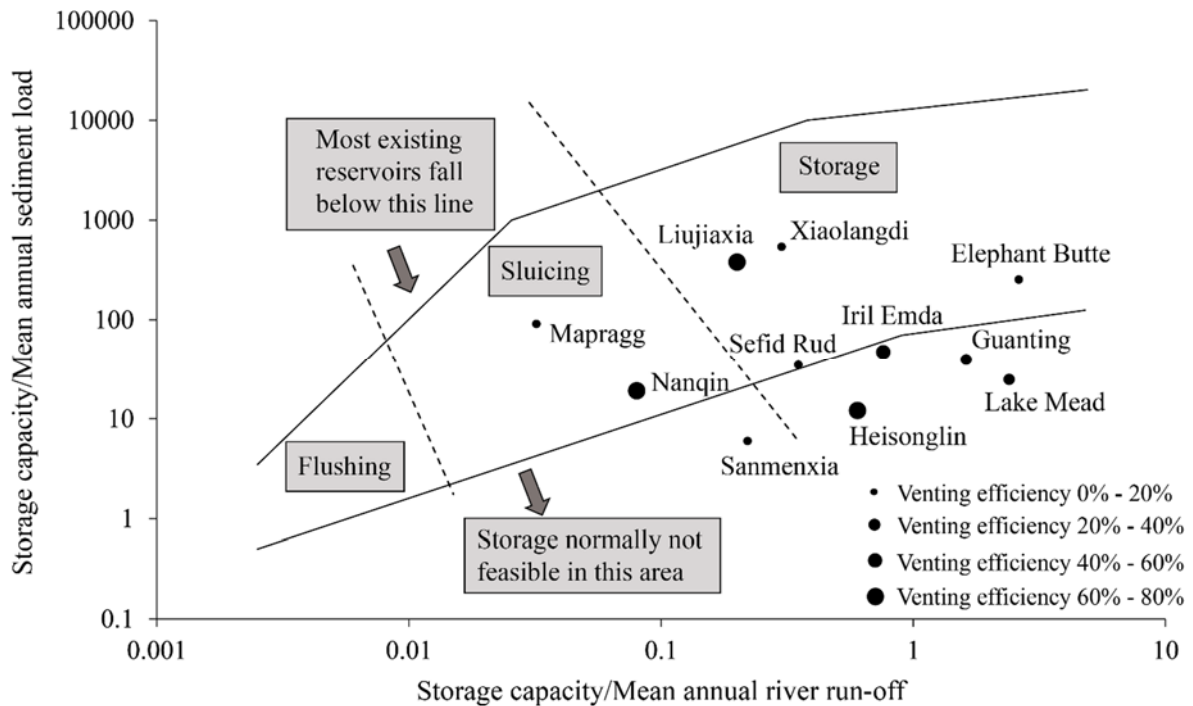 Storage capacity/Mean annual sediment load
100000
10000
1000
100
10
1
0.1
Most existing
reservoirs fall
below this line
Storage
Sluicing
Liujiaxia
Xiaolangdi
Elephant Butte
Mapragg
Iril Emda
Sefid Rud
Guanting
Nanqin
Lake Mead
Heisonglin
Sanmenxia
Flushing
Storage normally not
feasible in this area
Venting efficiency 0% - 20%
Venting efficiency 20% - 40%
Venting efficiency 40% - 60%
Venting efficiency 60% - 80%
0.001
0.01
0.1
1
10
Storage capacity/Mean annual river run-off